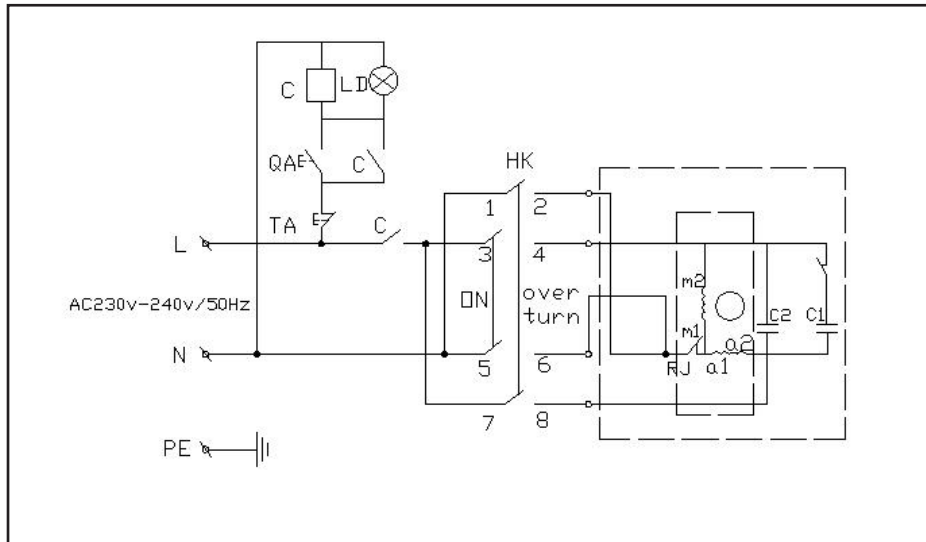 C LD
QA C HK
1 2
TA C
L 3 4
m2
AC230v-240v/50Hz ON over
turn C2 C1
m1 a2
N 5 6 RJ a1
7 8
PE